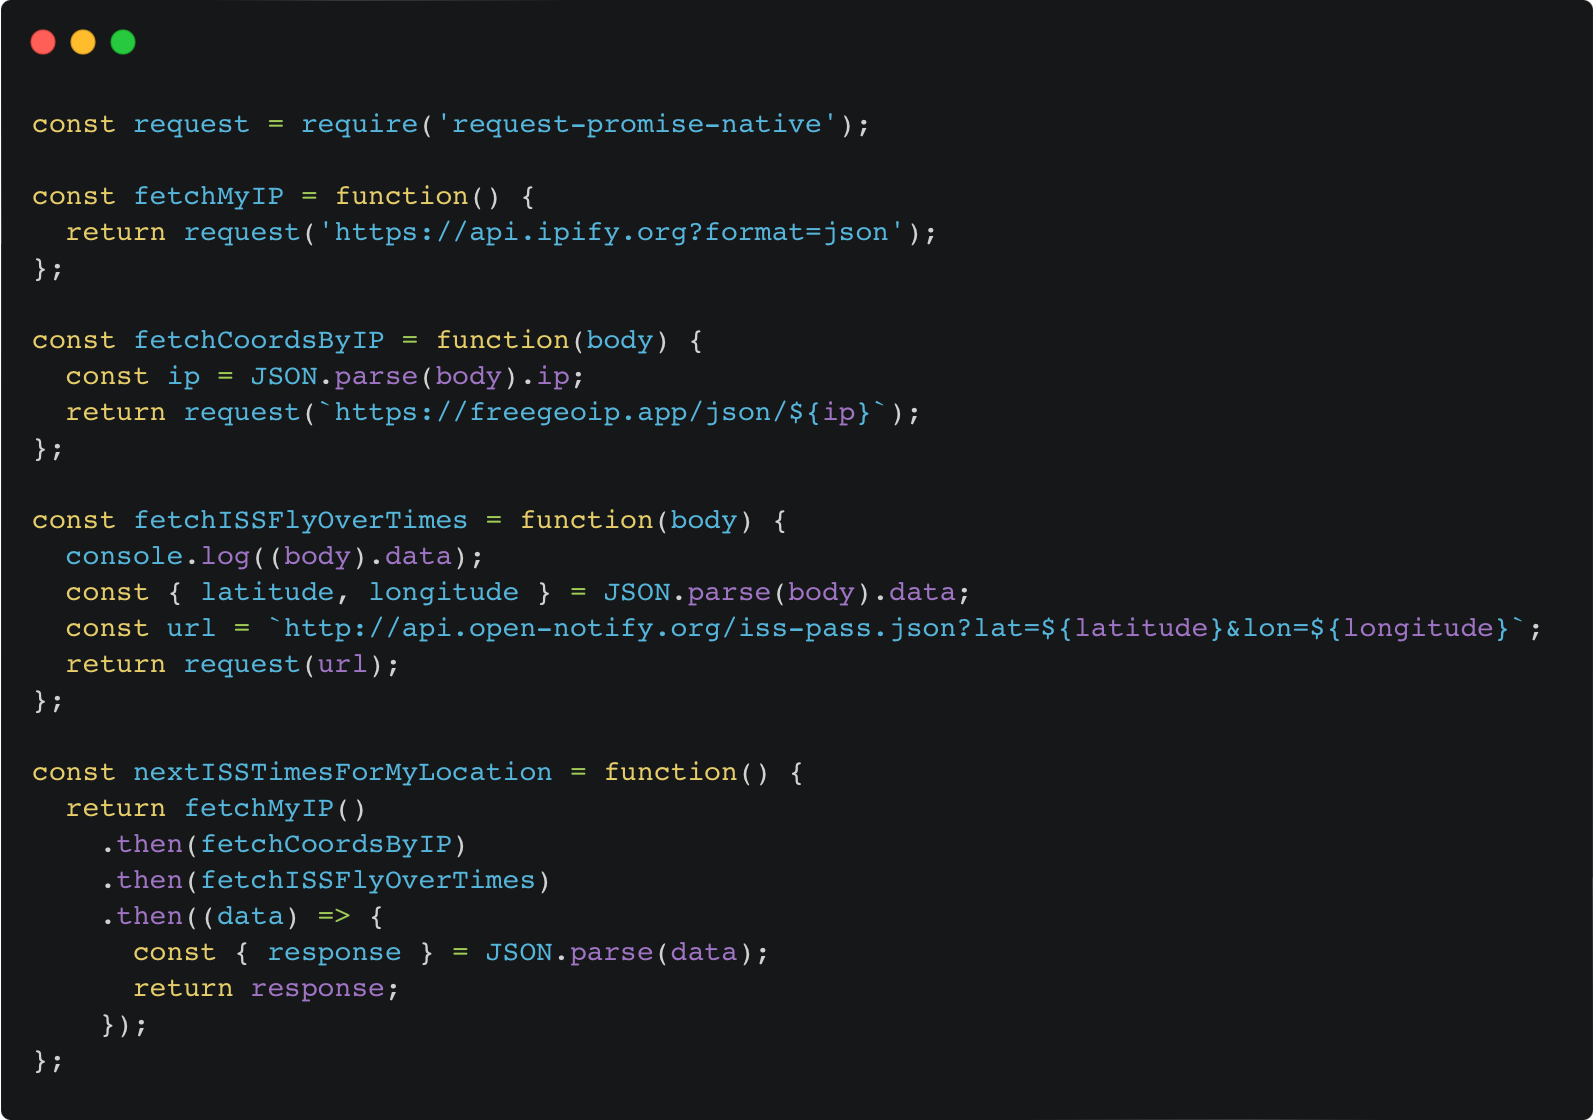 const request = require('request-promise-native');

const fetchMyIP = function() {
  return request('https://api.ipify.org?format=json');
};

const fetchCoordsByIP = function(body) {
  const ip = JSON.parse(body).ip;
  return request(`https://freegeoip.app/json/${ip}`);
};

const fetchISSFlyOverTimes = function(body) {
  console.log((body).data);
  const { latitude, longitude } = JSON.parse(body).data;
  const url = `http://api.open-notify.org/iss-pass.json?lat=${latitude}&lon=${longitude}`;
  return request(url);
};

const nextISSTimesForMyLocation = function() {
  return fetchMyIP()
    .then(fetchCoordsByIP)
    .then(fetchISSFlyOverTimes)
    .then((data) => {
      const { response } = JSON.parse(data);
      return response;
    });
};